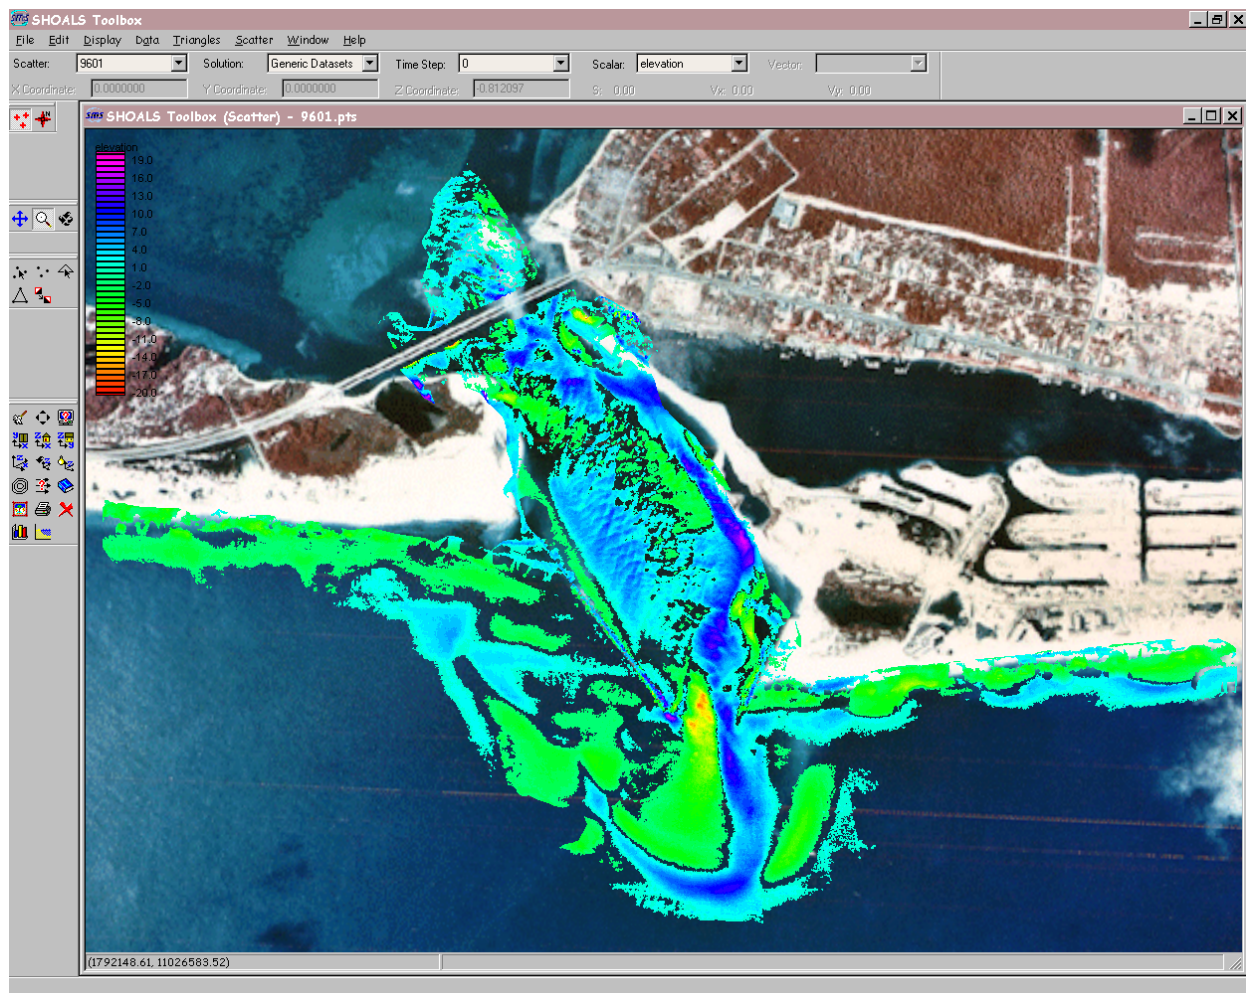 sms SHOALS Toolbox
File Edit Display Data Triangles Scatter Window Help
Scatter: 9601 Solution: Generic Datasets Time Step: 0 Scalar: elevation Vector:
X Coordinate: 0.0000000 Y Coordinate: 0.0000000 Z Coordinate: -0.812097 S: 0.00 Vx: 0.00 Vy: 0.00
sms SHOALS Toolbox (Scatter) - 9601.pts
elevation
19.0
16.0
13.0
10.0
7.0
4.0
1.0
-2.0
-5.0
-8.0
-11.0
-14.0
-17.0
-20.0
(1792148.61, 11026583.52)